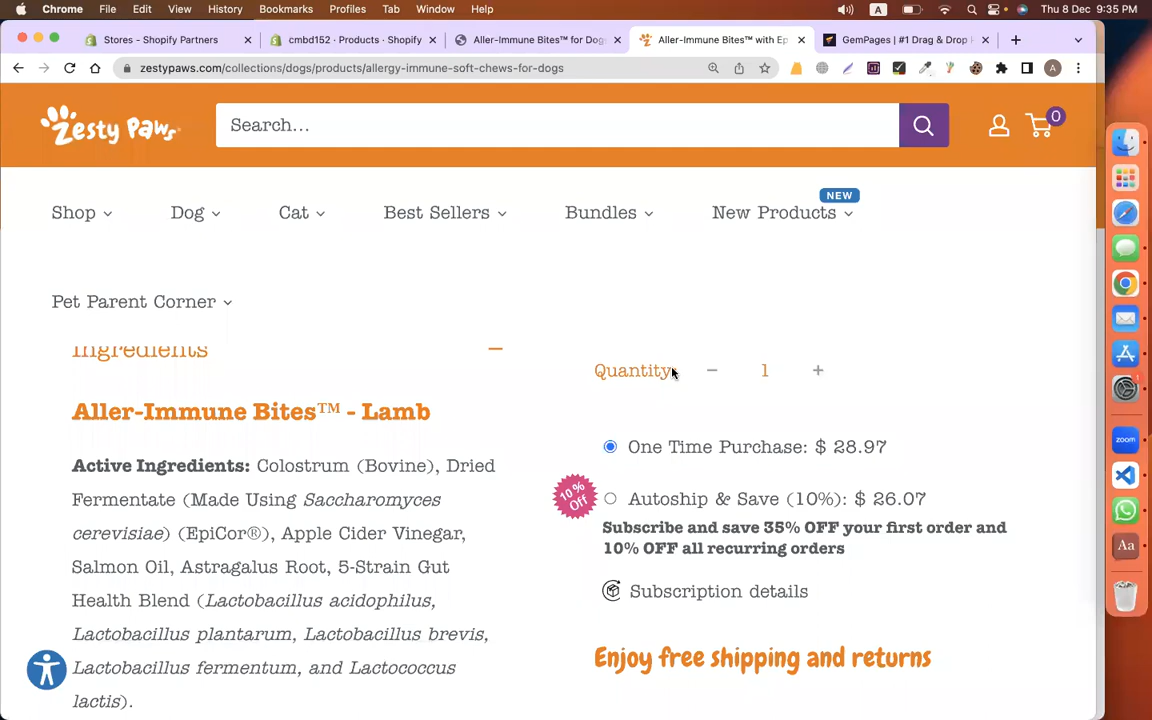 Chrome File Edit View History Bookmarks Profiles Tab Window Help A Thu 8 Dec 9:35 PM
Stores - Shopify Partners cmbd152 · Products · Shopify Aller-Immune Bites™ for Dog Aller-Immune Bites™ with Ep GemPages | #1 Drag & Drop
zestypaws.com/collections/dogs/products/allergy-immune-soft-chews-for-dogs A
Zesty Paws
Search...
0
NEW
Shop Dog Cat Best Sellers Bundles New Products
Pet Parent Corner
Ingredients
Quantity − 1 +
Aller-Immune Bites™ - Lamb
Active Ingredients: Colostrum (Bovine), Dried
Fermentate (Made Using Saccharomyces
cerevisiae) (EpiCor®), Apple Cider Vinegar,
Salmon Oil, Astragalus Root, 5-Strain Gut
Health Blend (Lactobacillus acidophilus,
Lactobacillus plantarum, Lactobacillus brevis,
Lactobacillus fermentum, and Lactococcus
lactis).
One Time Purchase: $ 28.97
10%
Off
Autoship & Save (10%): $ 26.07
Subscribe and save 35% OFF your first order and
10% OFF all recurring orders
Subscription details
Enjoy free shipping and returns
zoom
Aa